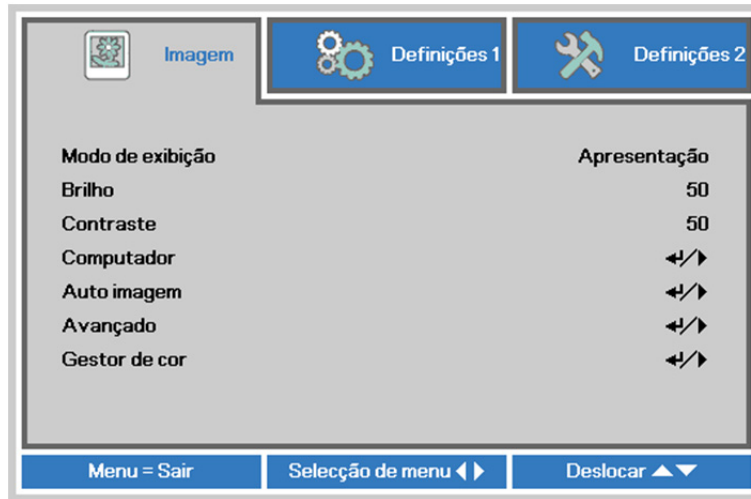 Imagem
Definições 1
Definições 2
Modo de exibição Apresentação
Brilho 50
Contraste 50
Computador ↵/▶
Auto imagem ↵/▶
Avançado ↵/▶
Gestor de cor ↵/▶
Menu = Sair
Selecção de menu ◀▶
Deslocar ▲▼